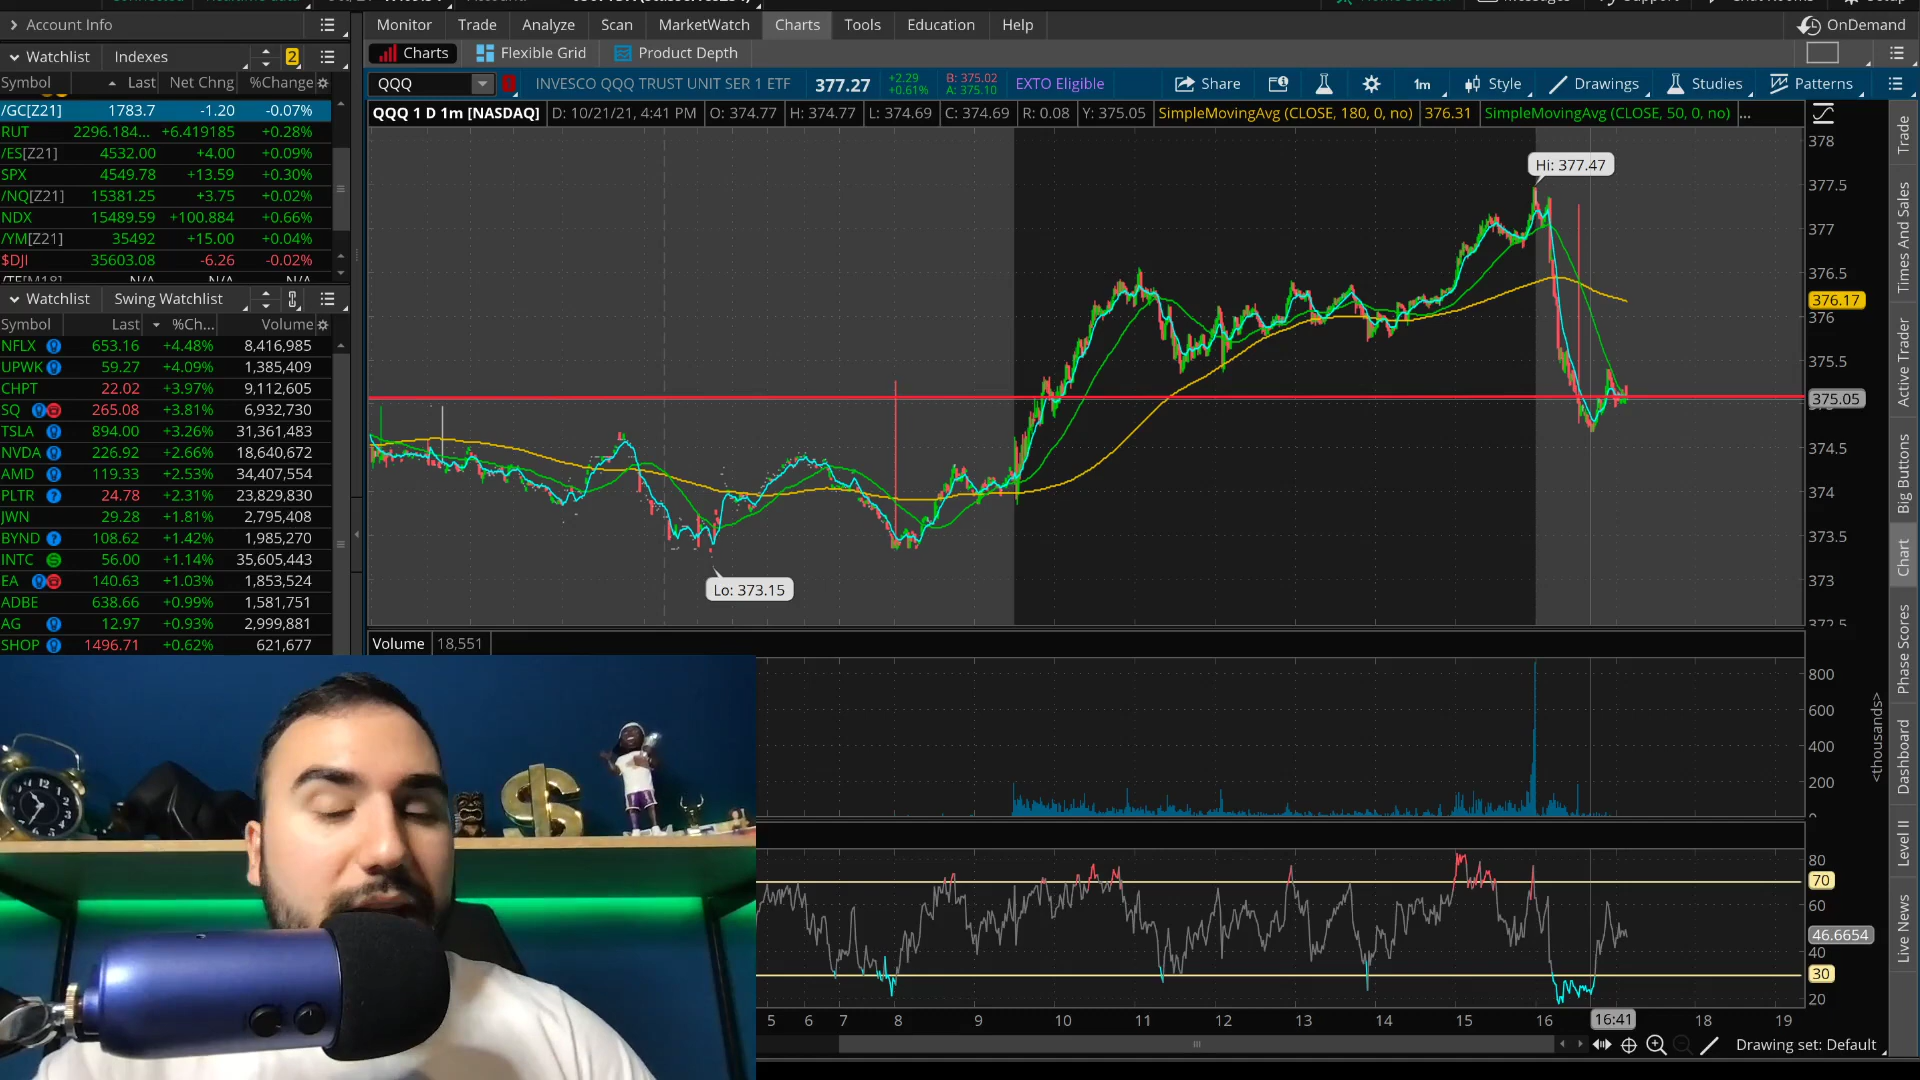 Account Info
Monitor Trade Analyze Scan MarketWatch Charts Tools Education Help
OnDemand
Watchlist Indexes 2
Charts Flexible Grid Product Depth
Symbol Last Net Chng %Change
QQQ INVESCO QQQ TRUST UNIT SER 1 ETF 377.27 +2.29 +0.61% B: 375.02 A: 375.10 EXTO Eligible Share 1m Style Drawings Studies Patterns
QQQ 1 D 1m [NASDAQ] D: 10/21/21, 4:41 PM O: 374.77 H: 374.77 L: 374.69 C: 374.69 R: 0.08 Y: 375.05 SimpleMovingAvg (CLOSE, 180, 0, no) 376.31 SimpleMovingAvg (CLOSE, 50, 0, no) ...
/GC[Z21] 1783.7 -1.20 -0.07%
RUT 2296.184... +6.419185 +0.28%
/ES[Z21] 4532.00 +4.00 +0.09%
SPX 4549.78 +13.59 +0.30%
/NQ[Z21] 15381.25 +3.75 +0.02%
NDX 15489.59 +100.884 +0.66%
/YM[Z21] 35492 +15.00 +0.04%
$DJI 35603.08 -6.26 -0.02%
/TF[M18] N/A N/A N/A
Watchlist Swing Watchlist
Symbol Last %Ch... Volume
NFLX 653.16 +4.48% 8,416,985
UPWK 59.27 +4.09% 1,385,409
CHPT 22.02 +3.97% 9,112,605
SQ 265.08 +3.81% 6,932,730
TSLA 894.00 +3.26% 31,361,483
NVDA 226.92 +2.66% 18,640,672
AMD 119.33 +2.53% 34,407,554
PLTR 24.78 +2.31% 23,829,830
JWN 29.28 +1.81% 2,795,408
BYND 108.62 +1.42% 1,985,270
INTC 56.00 +1.14% 35,605,443
EA 140.63 +1.03% 1,853,524
ADBE 638.66 +0.99% 1,581,751
AG 12.97 +0.93% 2,999,881
SHOP 1496.71 +0.62% 621,677
Hi: 377.47
Lo: 373.15
378
377.5
377
376.5
376.17
376
375.5
375.05
374.5
374
373.5
373
372.5
Volume 18,551
800
600
400
200
0
<thousands>
80
70
60
46.6654
40
30
20
5 6 7 8 9 10 11 12 13 14 15 16 16:41 18 19
Drawing set: Default
Trade
Times And Sales
Active Trader
Big Buttons
Chart
Phase Scores
Dashboard
Level II
Live News